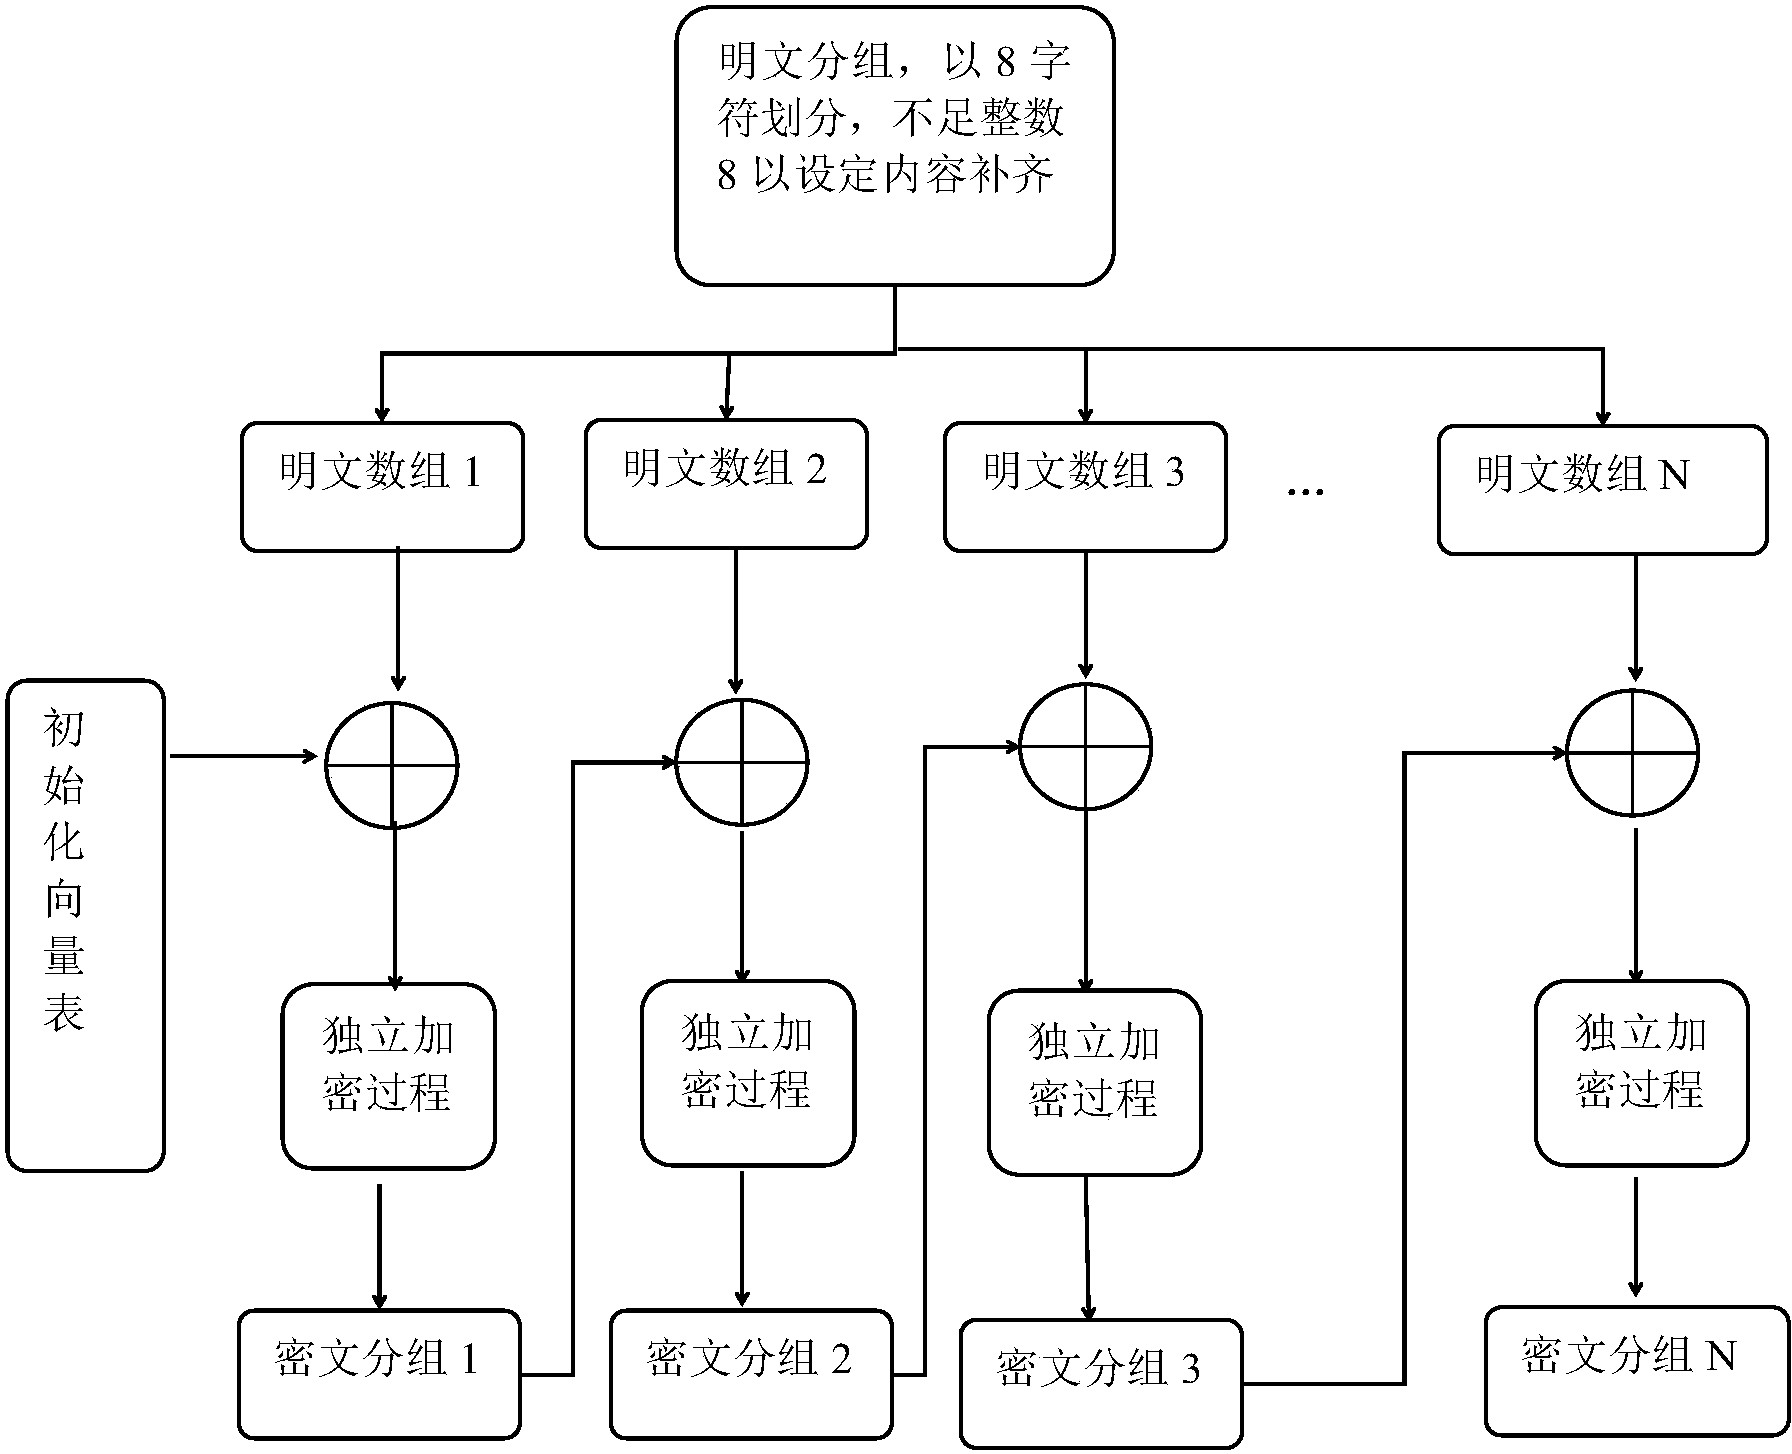 明文分组，以 8 字
符划分，不足整数
8 以设定内容补齐
明文数组 1
明文数组 2
明文数组 3
...
明文数组 N
初
始
化
向
量
表
独立加
密过程
独立加
密过程
独立加
密过程
独立加
密过程
密文分组 1
密文分组 2
密文分组 3
密文分组 N